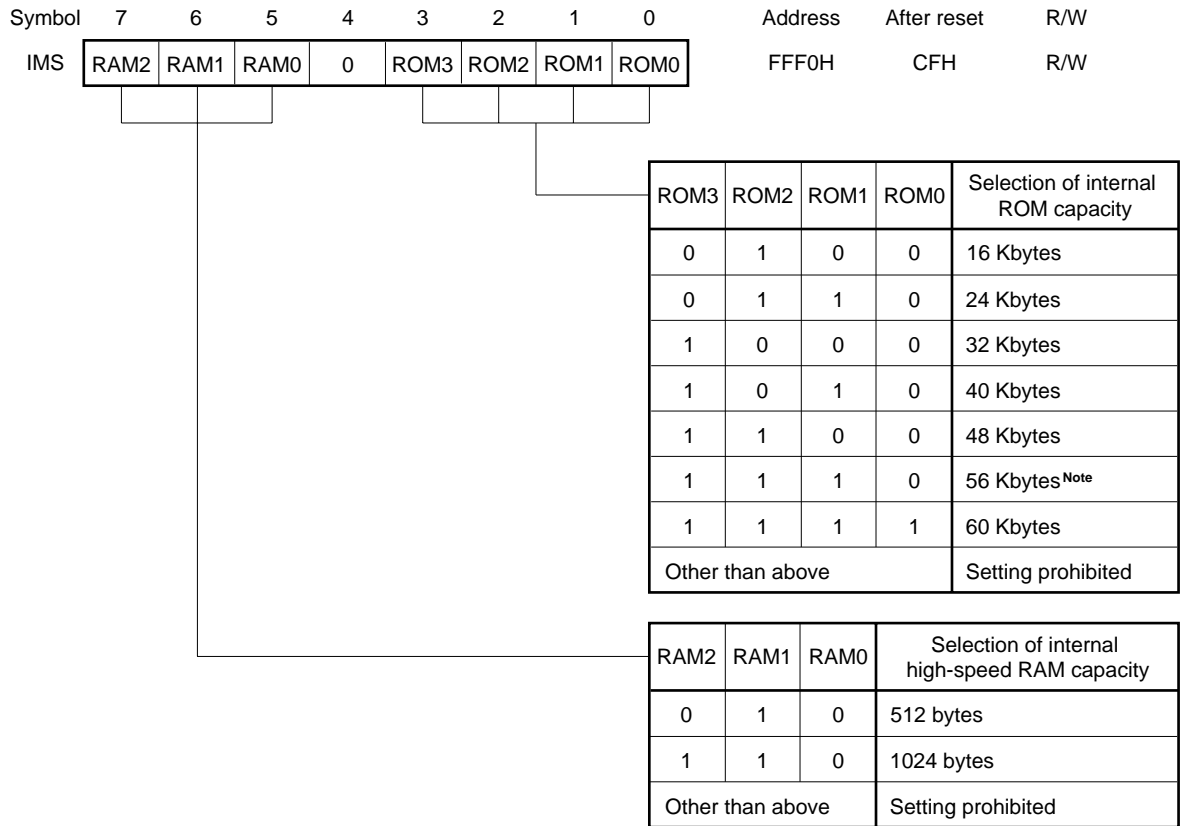 Symbol 7 6 5 4 3 2 1 0 Address After reset R/W
IMS RAM2 RAM1 RAM0 0 ROM3 ROM2 ROM1 ROM0 FFF0H CFH R/W
ROM3 ROM2 ROM1 ROM0 Selection of internal
ROM capacity
0 1 0 0 16 Kbytes
0 1 1 0 24 Kbytes
1 0 0 0 32 Kbytes
1 0 1 0 40 Kbytes
1 1 0 0 48 Kbytes
1 1 1 0 56 Kbytes Note
1 1 1 1 60 Kbytes
Other than above Setting prohibited
RAM2 RAM1 RAM0 Selection of internal
high-speed RAM capacity
0 1 0 512 bytes
1 1 0 1024 bytes
Other than above Setting prohibited